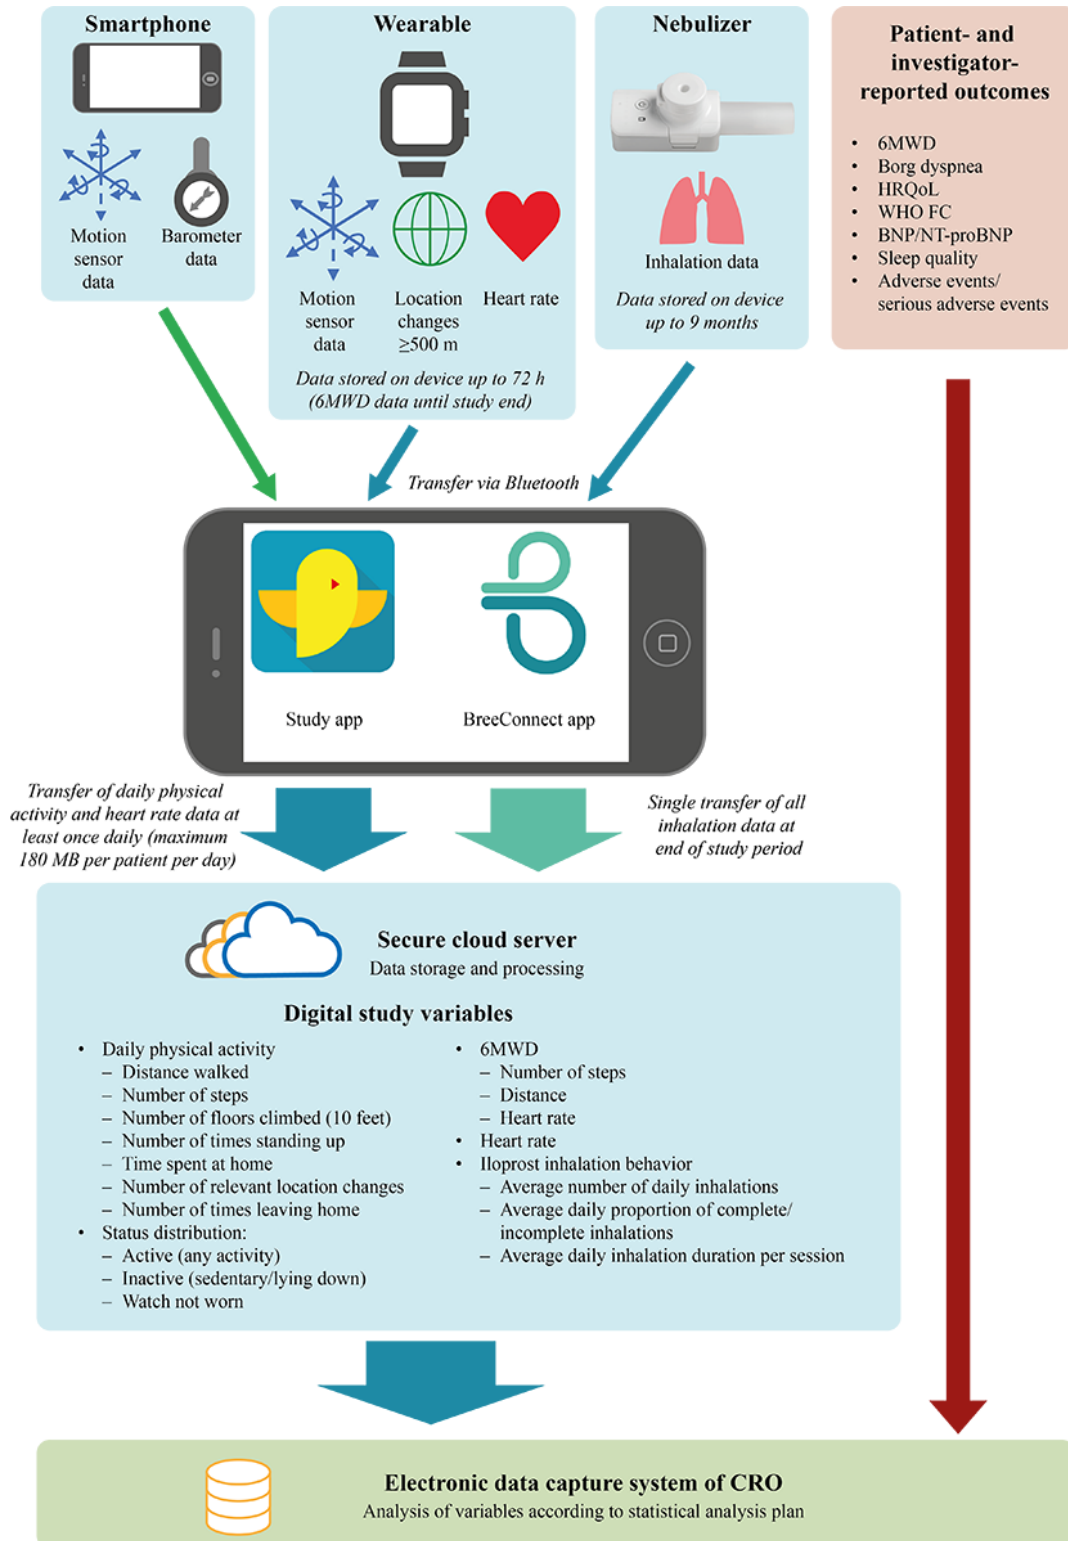 Smartphone
Motion
sensor
data
Barometer
data
Wearable
Motion
sensor
data
Location
changes
≥500 m
Heart rate
Data stored on device up to 72 h
(6MWD data until study end)
Nebulizer
Inhalation data
Data stored on device
up to 9 months
Patient- and
investigator-
reported outcomes
• 6MWD
• Borg dyspnea
• HRQoL
• WHO FC
• BNP/NT-proBNP
• Sleep quality
• Adverse events/
serious adverse events
Transfer via Bluetooth
Study app
BreeConnect app
Transfer of daily physical
activity and heart rate data at
least once daily (maximum
180 MB per patient per day)
Single transfer of all
inhalation data at
end of study period
Secure cloud server
Data storage and processing
Digital study variables
• Daily physical activity
– Distance walked
– Number of steps
– Number of floors climbed (10 feet)
– Number of times standing up
– Time spent at home
– Number of relevant location changes
– Number of times leaving home
• Status distribution:
– Active (any activity)
– Inactive (sedentary/lying down)
– Watch not worn
• 6MWD
– Number of steps
– Distance
– Heart rate
• Heart rate
• Iloprost inhalation behavior
– Average number of daily inhalations
– Average daily proportion of complete/
incomplete inhalations
– Average daily inhalation duration per session
Electronic data capture system of CRO
Analysis of variables according to statistical analysis plan